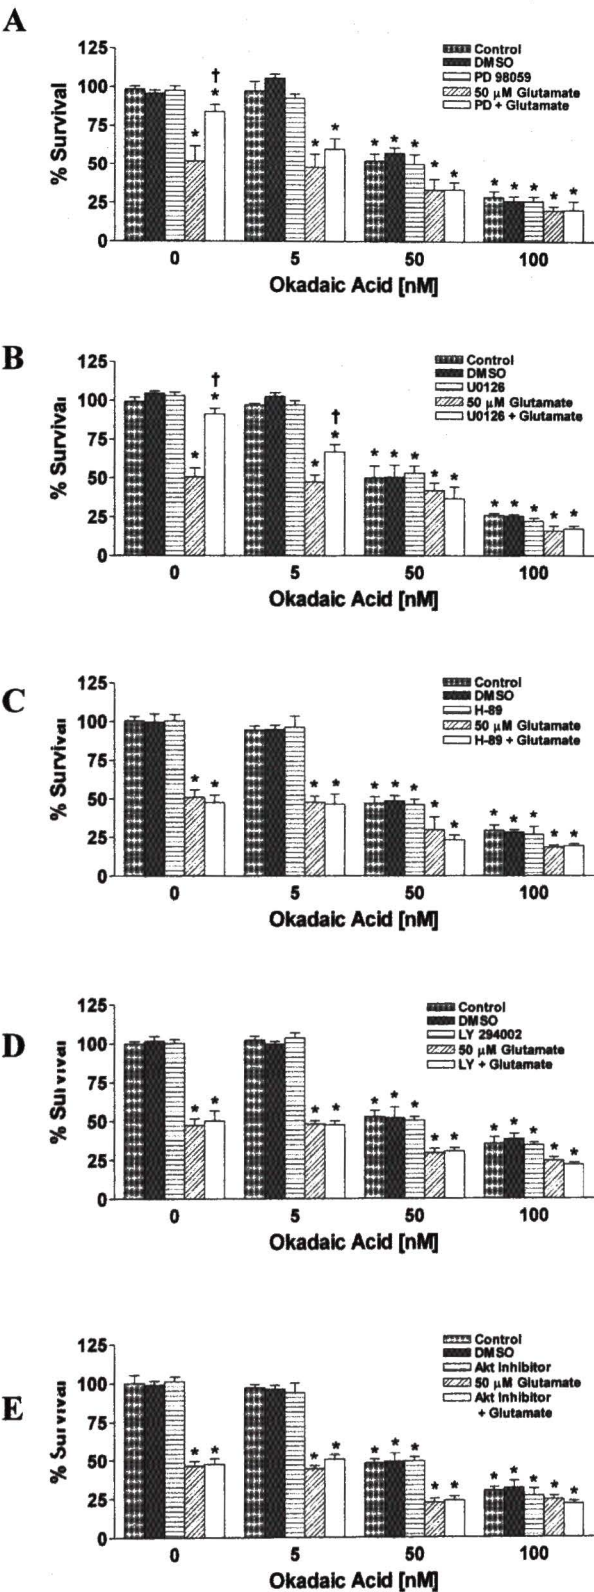 A
125
100
75
50
25
0
% Survival
Control
DMSO
PD 98059
50 μM Glutamate
PD + Glutamate
†
* * * * * * * * * * * * * *
0 5 50 100
Okadaic Acid [nM]
B
125
100
75
50
25
0
% Survival
Control
DMSO
U0126
50 μM Glutamate
U0126 + Glutamate
† †
* * * * * * * * * * * * * *
0 5 50 100
Okadaic Acid [nM]
C
125
100
75
50
25
0
% Survival
Control
DMSO
H-89
50 μM Glutamate
H-89 + Glutamate
* * * * * * * * * * * * * *
0 5 50 100
Okadaic Acid [nM]
D
125
100
75
50
25
0
% Survival
Control
DMSO
LY 294002
50 μM Glutamate
LY + Glutamate
* * * * * * * * * * * * * *
0 5 50 100
Okadaic Acid [nM]
E
125
100
75
50
25
0
% Survival
Control
DMSO
Akt Inhibitor
50 μM Glutamate
Akt Inhibitor
+ Glutamate
* * * * * * * * * * * * * *
0 5 50 100
Okadaic Acid [nM]